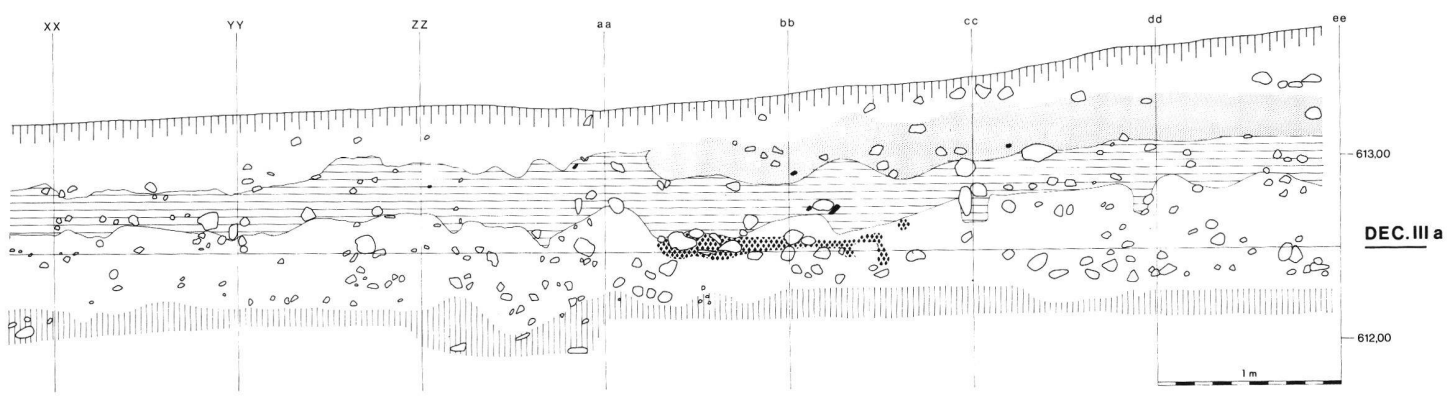 XX YY ZZ aa bb cc dd ee
613,00
DEC. III a
612,00
1 m